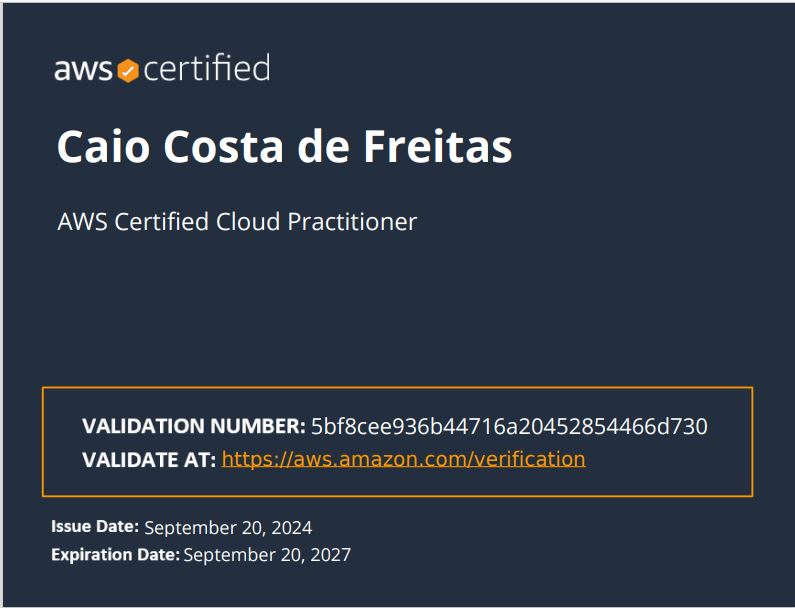 aws certified
Caio Costa de Freitas
AWS Certified Cloud Practitioner
VALIDATION NUMBER: 5bf8cee936b44716a20452854466d730
VALIDATE AT: https://aws.amazon.com/verification
Issue Date: September 20, 2024
Expiration Date: September 20, 2027